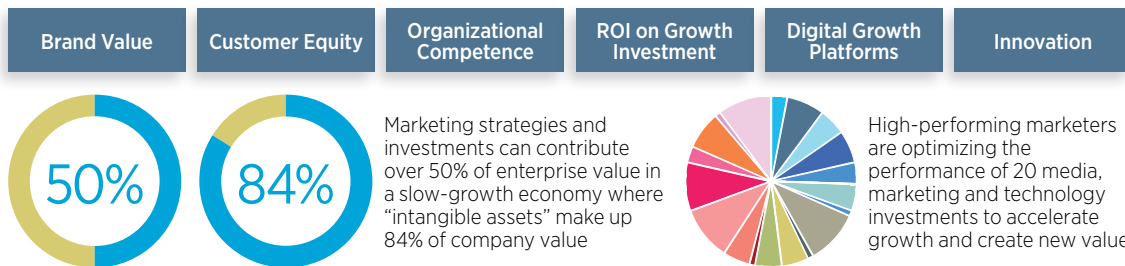 Brand Value
Customer Equity
Organizational
Competence
ROI on Growth
Investment
Digital Growth
Platforms
Innovation
50%
84%
Marketing strategies and
investments can contribute
over 50% of enterprise value in
a slow-growth economy where
“intangible assets” make up
84% of company value
High-performing marketers
are optimizing the
performance of 20 media,
marketing and technology
investments to accelerate
growth and create new value